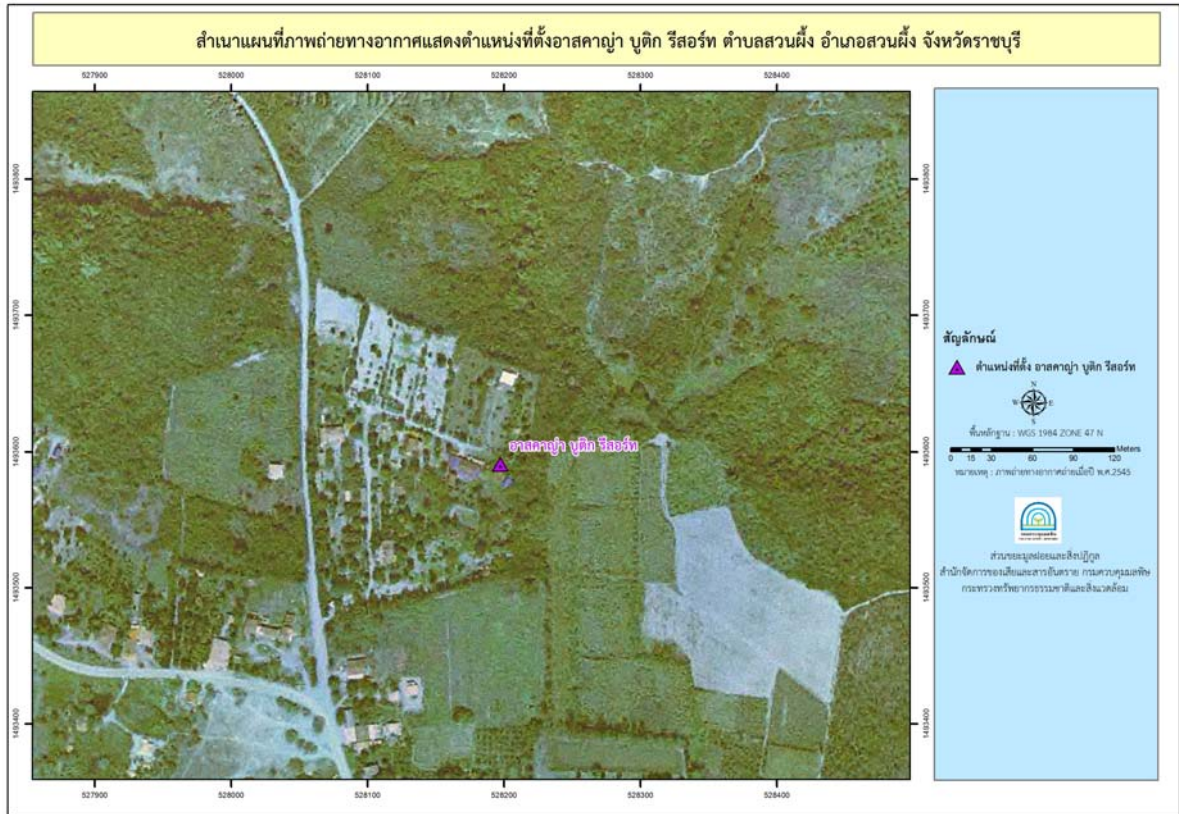 สำเนาแผนที่ภาพถ่ายทางอากาศแสดงตำแหน่งที่ตั้งอาสคาญ่า บูติก รีสอร์ท ตำบลสวนผึ้ง อำเภอสวนผึ้ง จังหวัดราชบุรี
527900 528000 528100 528200 528300 528400
1493800 1493800
1493700 1493700
1493600 1493600
1493500 1493500
1493400 1493400
อาสคาญ่า บูติก รีสอร์ท
527900 528000 528100 528200 528300 528400
สัญลักษณ์
ตำแหน่งที่ตั้ง อาสคาญ่า บูติก รีสอร์ท
N
W E
S
พื้นหลักฐาน : WGS 1984 ZONE 47 N
Meters
0 15 30 60 90 120
หมายเหตุ : ภาพถ่ายทางอากาศถ่ายเมื่อปี พ.ศ.2545
ส่วนขยะมูลฝอยและสิ่งปฏิกูล
สำนักจัดการของเสียและสารอันตราย กรมควบคุมมลพิษ
กระทรวงทรัพยากรธรรมชาติและสิ่งแวดล้อม